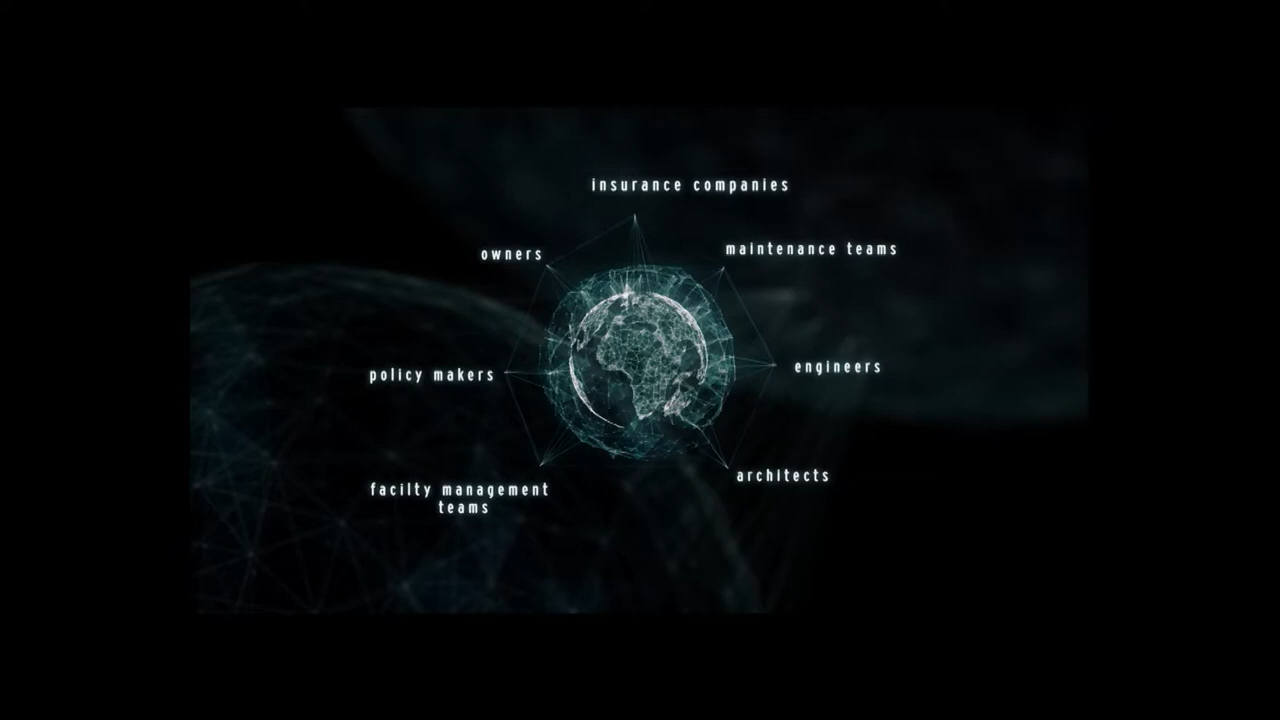 insurance companies
owners
maintenance teams
policy makers
engineers
facilty management
teams
architects